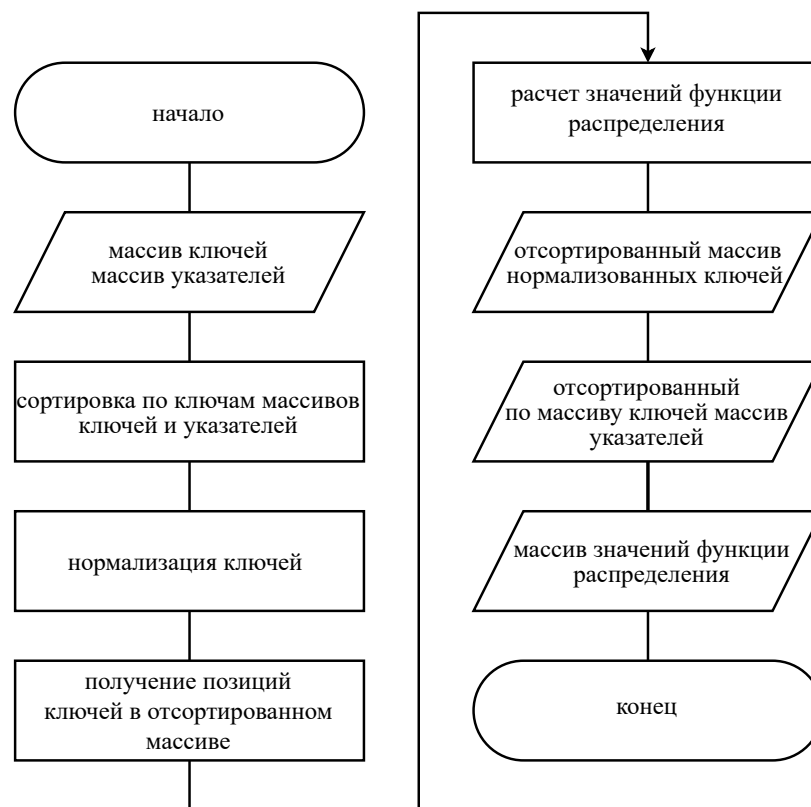 начало
массив ключей
массив указателей
сортировка по ключам массивов
ключей и указателей
нормализация ключей
получение позиций
ключей в отсортированном
массиве
расчет значений функции
распределения
отсортированный массив
нормализованных ключей
отсортированный
по массиву ключей массив
указателей
массив значений функции
распределения
конец